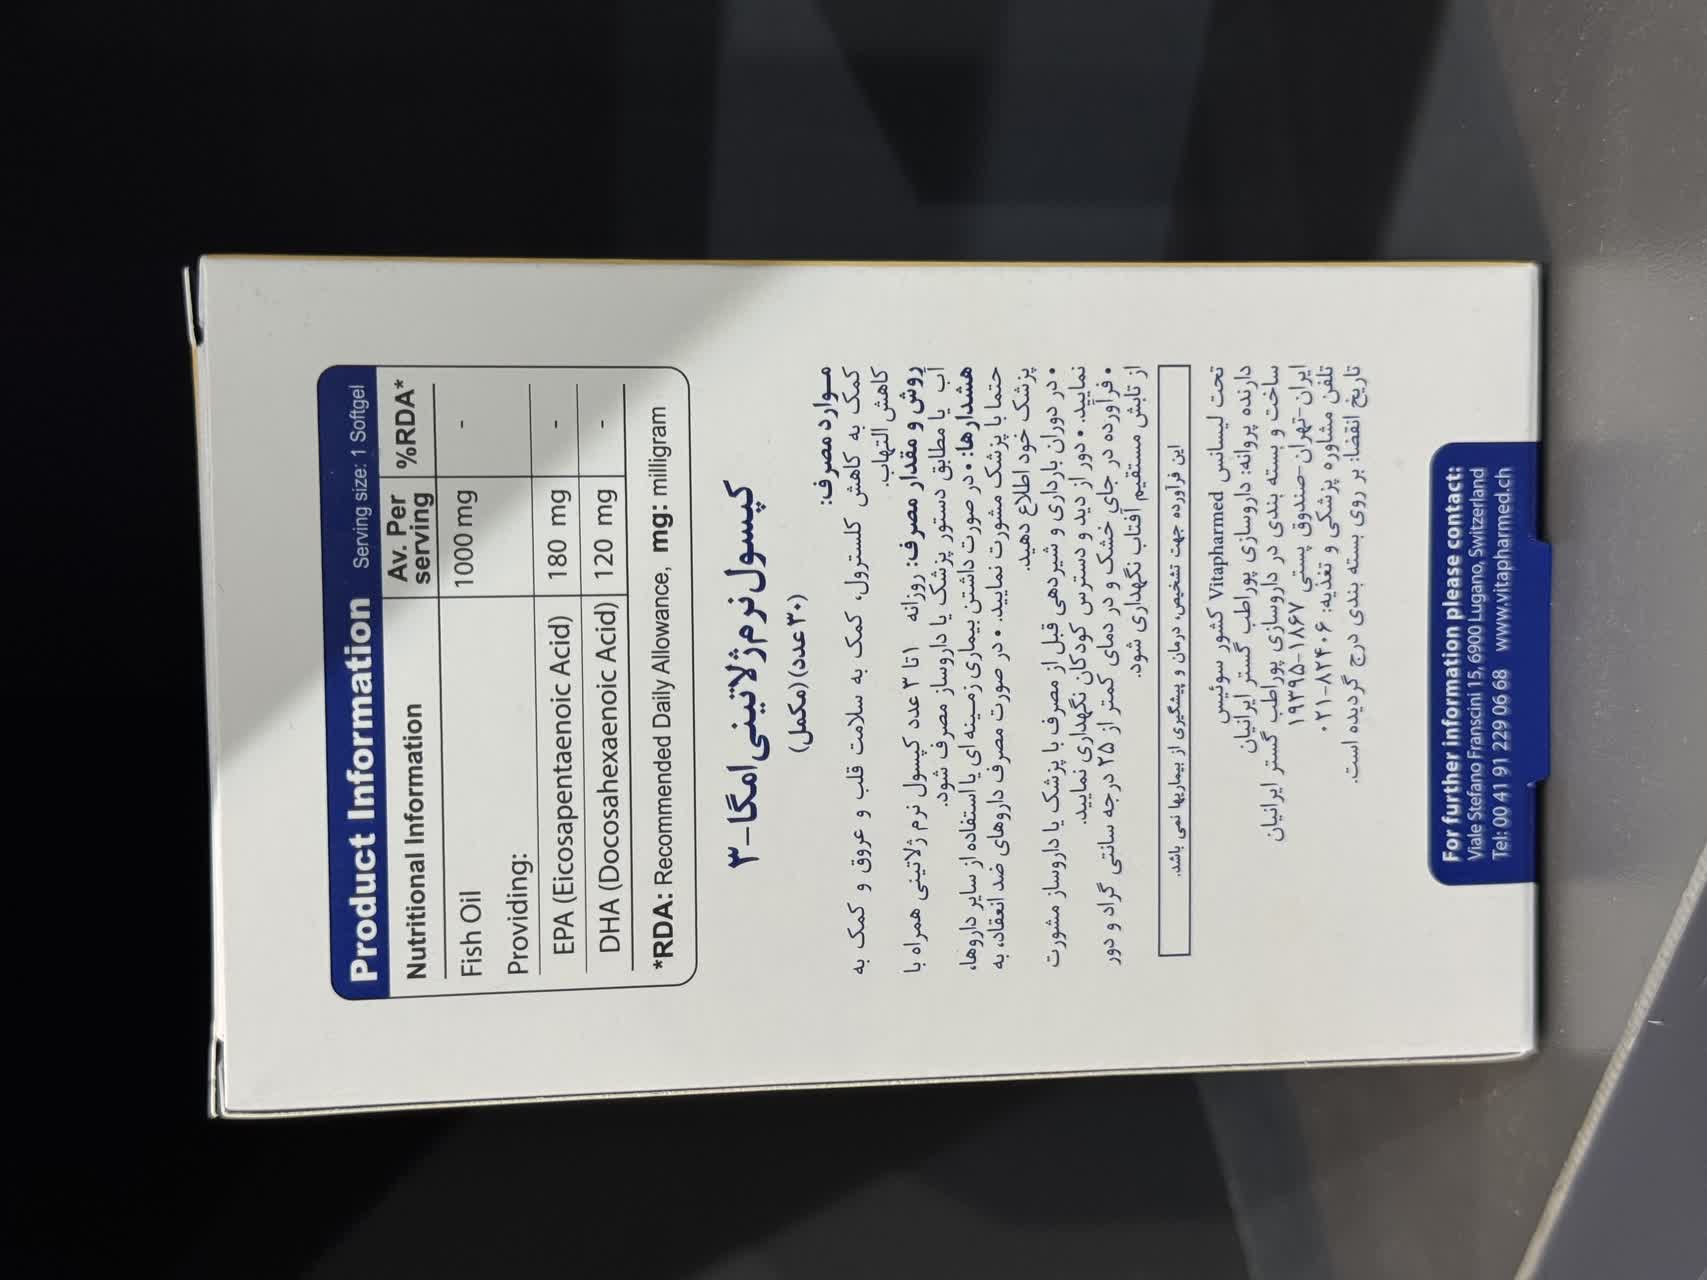 Product Information Serving size: 1 Softgel
Nutritional Information Av. Per serving %RDA*
Fish Oil 1000 mg -
Providing:
EPA (Eicosapentaenoic Acid) 180 mg -
DHA (Docosahexaenoic Acid) 120 mg -
*RDA: Recommended Daily Allowance, mg: milligram
کپسول نرم ژلاتینی امگا-۳
(۳۰ عدد) (مکمل)
موارد مصرف:
کمک به کاهش کلسترول، کمک به سلامت قلب و عروق و کمک به
کاهش التهاب.
روش و مقدار مصرف: روزانه ۱ تا ۳ عدد کپسول نرم ژلاتینی همراه با
آب یا مطابق دستور پزشک یا داروساز مصرف شود.
هشدارها: • در صورت داشتن بیماری زمینه ای یا استفاده از سایر داروها،
حتما با پزشک مشورت نمایید. • در صورت مصرف داروهای ضد انعقاد، به
پزشک خود اطلاع دهید.
• در دوران بارداری و شیردهی قبل از مصرف با پزشک یا داروساز مشورت
نمایید. • دور از دید و دسترس کودکان نگهداری نمایید.
• فرآورده در جای خشک و در دمای کمتر از ۲۵ درجه سانتی گراد و دور
از تابش مستقیم آفتاب نگهداری شود.
این فرآورده جهت تشخیص، درمان و پیشگیری از بیماریها نمی باشد.
تحت لیسانس Vitapharmed کشور سوئیس
دارنده پروانه: داروسازی پوراطب گستر ایرانیان
ساخت و بسته بندی در داروسازی پوراطب گستر ایرانیان
ایران-تهران-صندوق پستی ۱۸۶۷-۱۹۳۹۵
تلفن مشاوره پزشکی و تغذیه: ۸۲۴۰۶-۰۲۱
تاریخ انقضا: بر روی بسته بندی درج گردیده است.
For further information please contact:
Viale Stefano Franscini 15, 6900 Lugano, Switzerland
Tel: 00 41 91 229 06 68 www.vitapharmed.ch